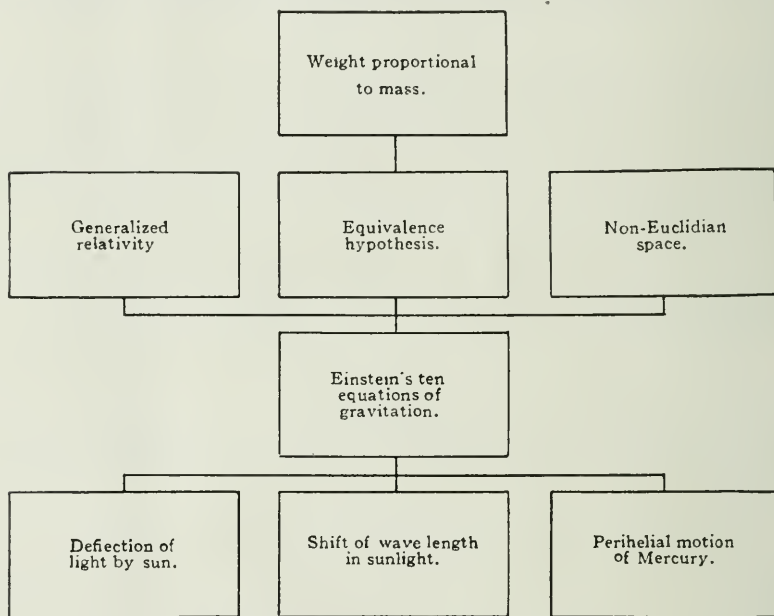 Weight proportional
to mass.
Generalized
relativity
Equivalence
hypothesis.
Non-Euclidian
space.
Einstein's ten
equations of
gravitation.
Deflection of
light by sun.
Shift of wave length
in sunlight.
Perihelial motion
of Mercury.